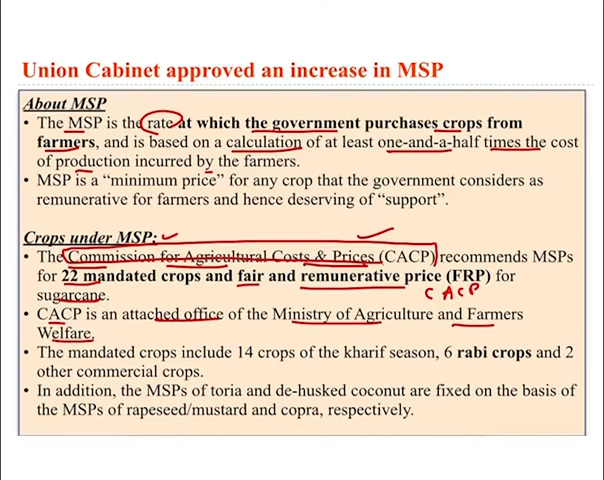 Union Cabinet approved an increase in MSP
About MSP
• The MSP is the rate at which the government purchases crops from
farmers, and is based on a calculation of at least one-and-a-half times the cost
of production incurred by the farmers.
• MSP is a “minimum price” for any crop that the government considers as
remunerative for farmers and hence deserving of “support”.
Crops under MSP:
• The Commission for Agricultural Costs & Prices (CACP) recommends MSPs
for 22 mandated crops and fair and remunerative price (FRP) for
sugarcane.
CACP
• CACP is an attached office of the Ministry of Agriculture and Farmers
Welfare.
• The mandated crops include 14 crops of the kharif season, 6 rabi crops and 2
other commercial crops.
• In addition, the MSPs of toria and de-husked coconut are fixed on the basis of
the MSPs of rapeseed/mustard and copra, respectively.